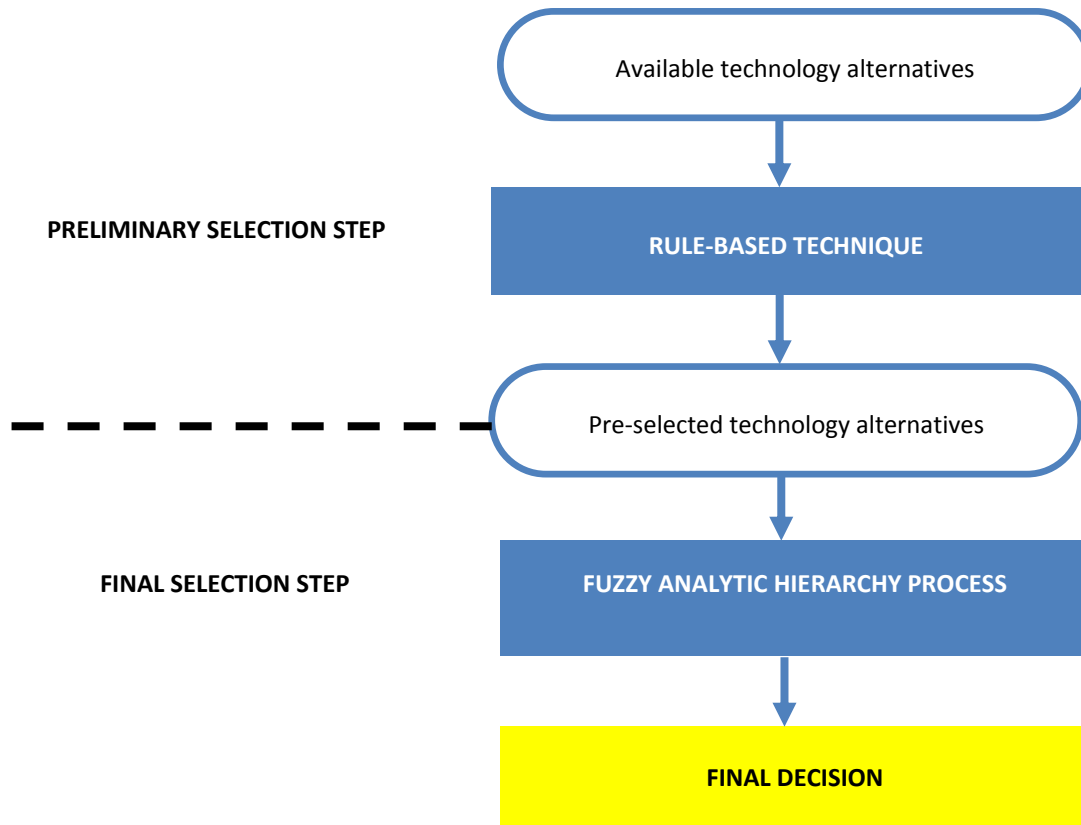 Available technology alternatives
PRELIMINARY SELECTION STEP
RULE-BASED TECHNIQUE
Pre-selected technology alternatives
FINAL SELECTION STEP
FUZZY ANALYTIC HIERARCHY PROCESS
FINAL DECISION